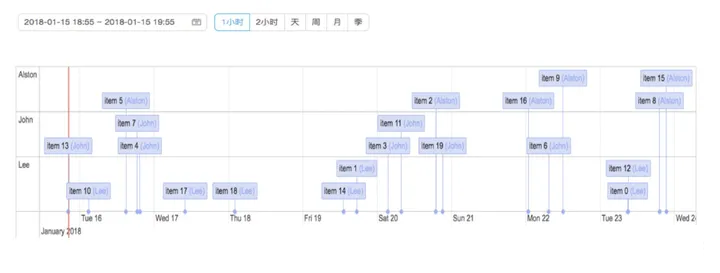 2018-01-15 18:55 ~ 2018-01-15 19:55
1小时 2小时 天 周 月 季
Alston
item 9 (Alston) item 15 (Alston)
item 5 (Alston) item 2 (Alston) item 16 (Alston) item 8 (Alston)
John
item 7 (John) item 11 (John)
item 13 (John) item 4 (John) item 3 (John) item 19 (John) item 6 (John)
Lee
item 1 (Lee) item 12 (Lee)
item 10 (Lee) item 17 (Lee) item 18 (Lee) item 14 (Lee) item 0 (Lee)
Tue 16 Wed 17 Thu 18 Fri 19 Sat 20 Sun 21 Mon 22 Tue 23 Wed 2
January 2018